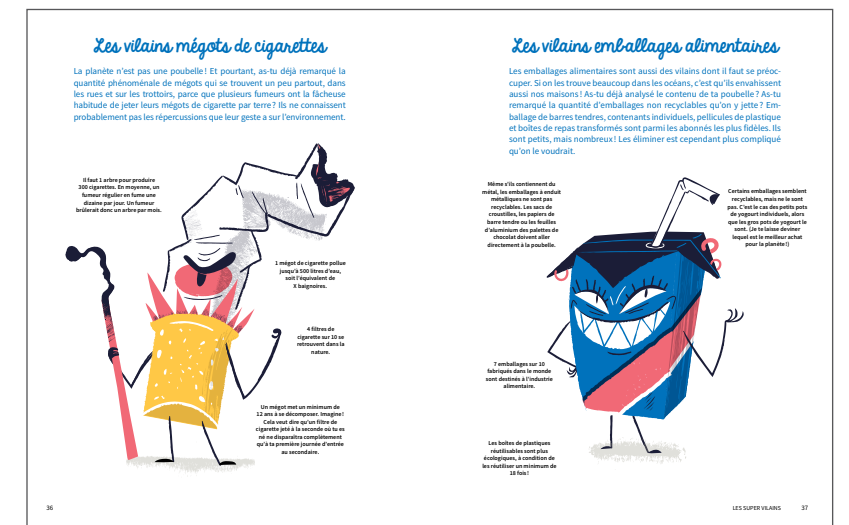 Les vilains mégots de cigarettes
La planète n'est pas une poubelle! Et pourtant, as-tu déjà remarqué la
quantité phénoménale de mégots qui se trouvent un peu partout, dans
les rues et sur les trottoirs, parce que plusieurs fumeurs ont la fâcheuse
habitude de jeter leurs mégots de cigarette par terre? Ils ne connaissent
probablement pas les répercussions que leur geste a sur l'environnement.
Il faut 1 arbre pour produire
300 cigarettes. En moyenne, un
fumeur régulier en fume une
dizaine par jour. Un fumeur
brûlerait donc un arbre par mois.
1 mégot de cigarette pollue
jusqu'à 500 litres d'eau,
soit l'équivalent de
X baignoires.
4 filtres de
cigarette sur 10 se
retrouvent dans la
nature.
Un mégot met un minimum de
12 ans à se décomposer. Imagine!
Cela veut dire qu'un filtre de
cigarette jeté à la seconde où tu es
né ne disparaîtra complètement
qu'à ta première journée d'entrée
au secondaire.
36
Les vilains emballages alimentaires
Les emballages alimentaires sont aussi des vilains dont il faut se préoc-
cuper. Si on les trouve beaucoup dans les océans, c'est qu'ils envahissent
aussi nos maisons! As-tu déjà analysé le contenu de ta poubelle? As-tu
remarqué la quantité d'emballages non recyclables qu'on y jette? Em-
ballage de barres tendres, contenants individuels, pellicules de plastique
et boîtes de repas transformés sont parmi les abonnés les plus fidèles. Ils
sont petits, mais nombreux! Les éliminer est cependant plus compliqué
qu'on le voudrait.
Même s'ils contiennent du
métal, les emballages à enduit
métalliques ne sont pas
recyclables. Les sacs de
croustilles, les papiers de
barre tendre ou les feuilles
d'aluminium des palettes de
chocolat doivent aller
directement à la poubelle.
Certains emballages semblent
recyclables, mais ne le sont
pas. C'est le cas des petits pots
de yogourt individuels, alors
que les gros pots de yogourt le
sont. (Je te laisse deviner
lequel est le meilleur achat
pour la planète!)
7 emballages sur 10
fabriqués dans le monde
sont destinés à l'industrie
alimentaire.
Les boîtes de plastiques
réutilisables sont plus
écologiques, à condition de
les réutiliser un minimum de
18 fois!
LES SUPER VILAINS 37